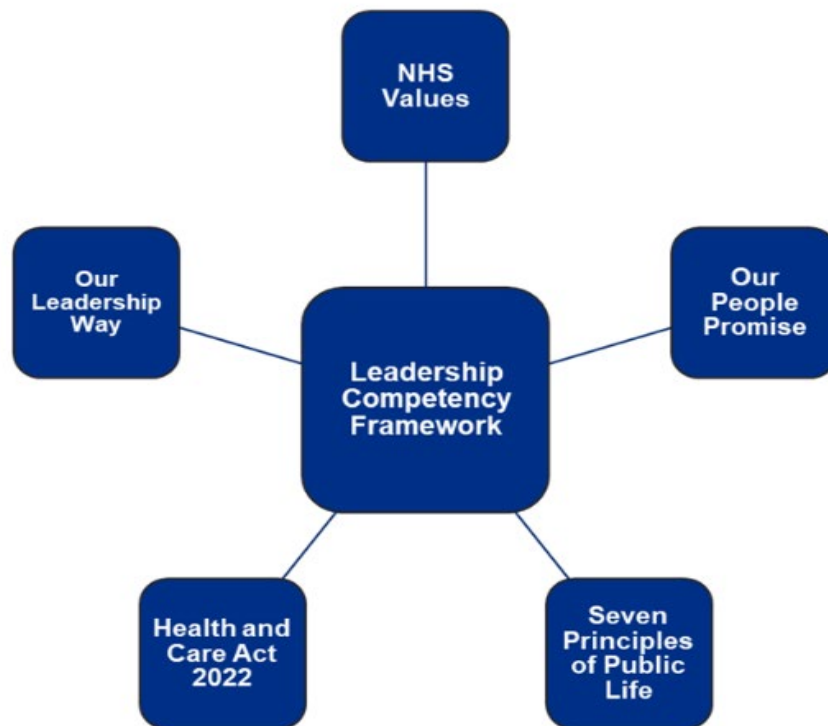 NHS
Values
Our
Leadership
Way
Our
People
Promise
Leadership
Competency
Framework
Health and
Care Act
2022
Seven
Principles
of Public
Life